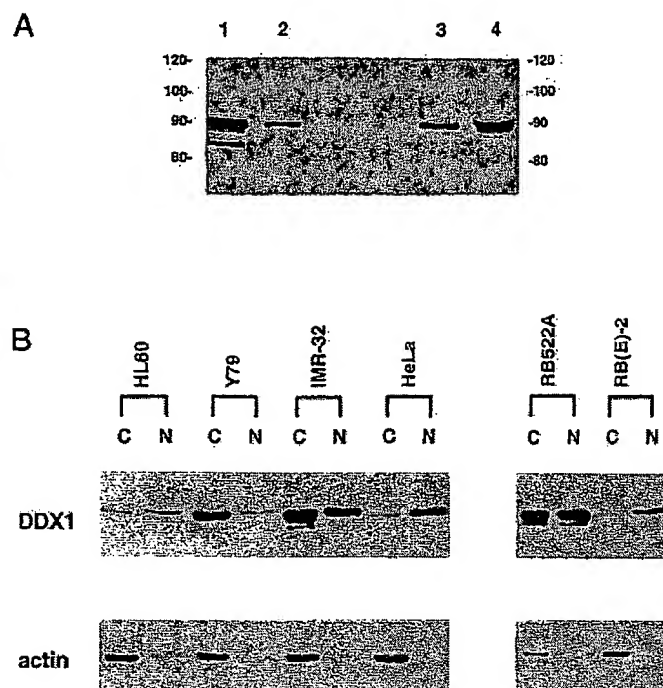 A
1 2 3 4
120- -120
100- -100
90- -90
80- -80
B
HL60 Y79 IMR-32 HeLa RB522A RB(E)-2
C N C N C N C N C N C N
DDX1
actin